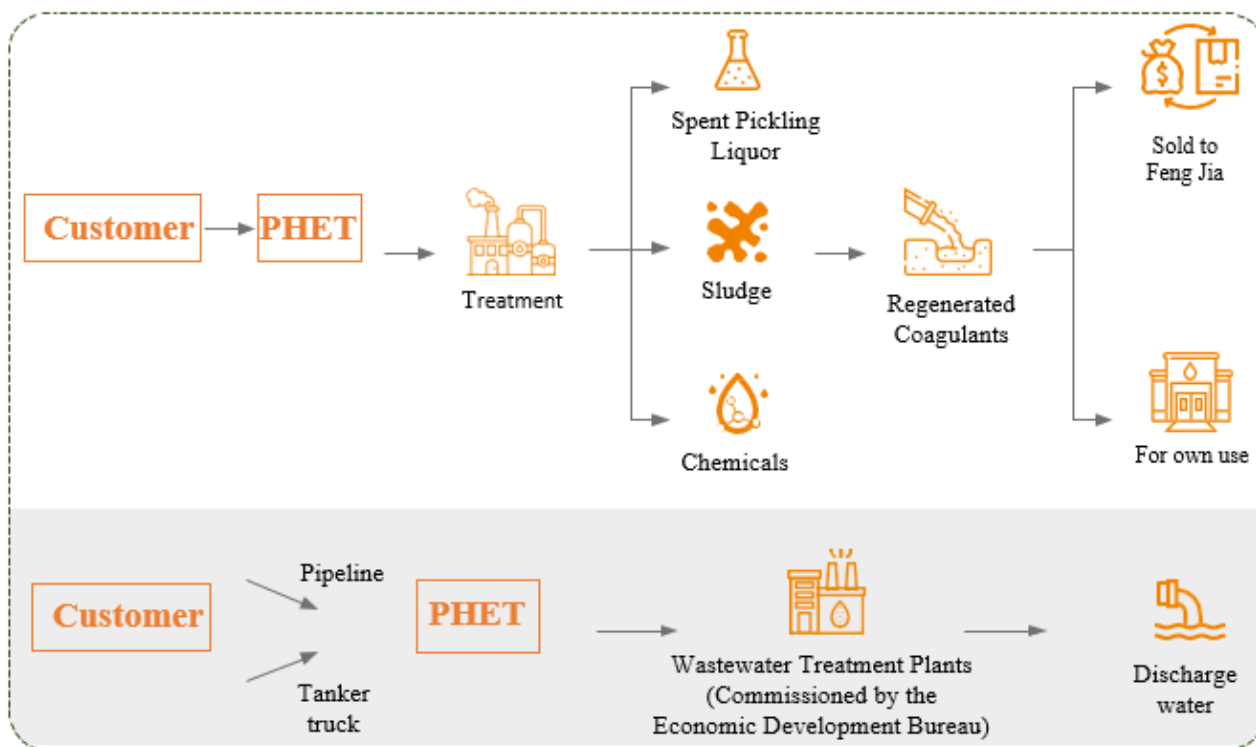 Customer
PHET
Treatment
Spent Pickling
Liquor
Sludge
Chemicals
Regenerated
Coagulants
$
Sold to
Feng Jia
For own use
Customer
Pipeline
Tanker
truck
PHET
Wastewater Treatment Plants
(Commissioned by the
Economic Development Bureau)
Discharge
water